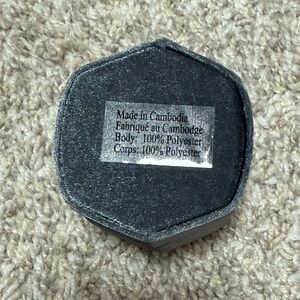 Made in Cambodia
Fabriqué au Cambodge
Body: 100% Polyester
Corps: 100% Polyester